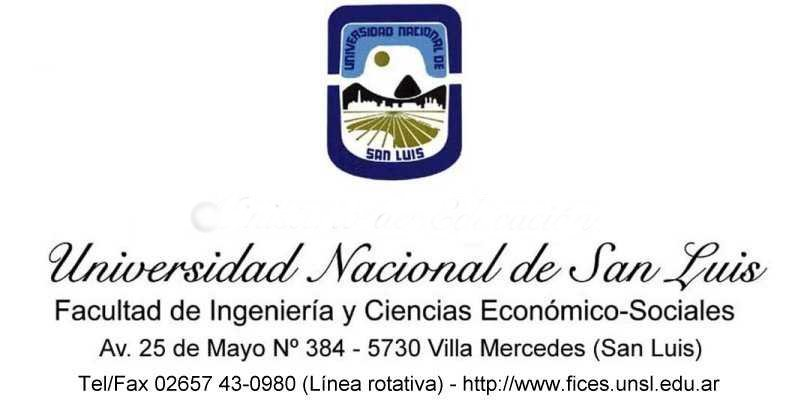 UNIVERSIDAD NACIONAL DE
SAN LUIS
Universidad Nacional de San Luis
Facultad de Ingeniería y Ciencias Económico-Sociales
Av. 25 de Mayo Nº 384 - 5730 Villa Mercedes (San Luis)
Tel/Fax 02657 43-0980 (Línea rotativa) - http://www.fices.unsl.edu.ar